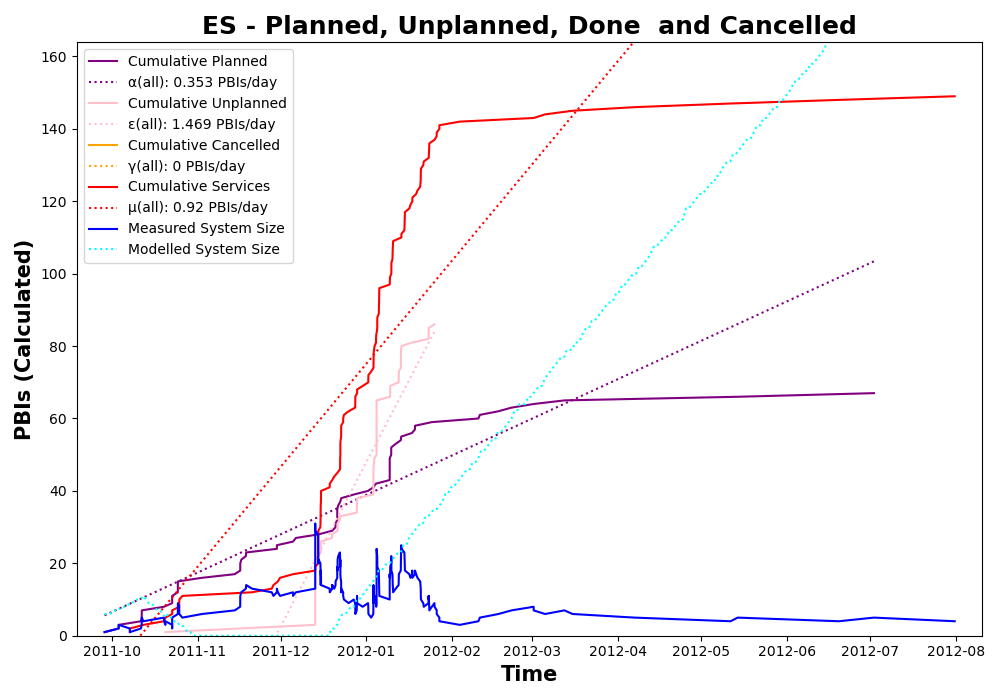 ES - Planned, Unplanned, Done  and Cancelled
PBIs (Calculated)
160
140
120
100
80
60
40
20
0
Cumulative Planned
α(all): 0.353 PBIs/day
Cumulative Unplanned
ε(all): 1.469 PBIs/day
Cumulative Cancelled
γ(all): 0 PBIs/day
Cumulative Services
μ(all): 0.92 PBIs/day
Measured System Size
Modelled System Size
2011-10 2011-11 2011-12 2012-01 2012-02 2012-03 2012-04 2012-05 2012-06 2012-07 2012-08
Time